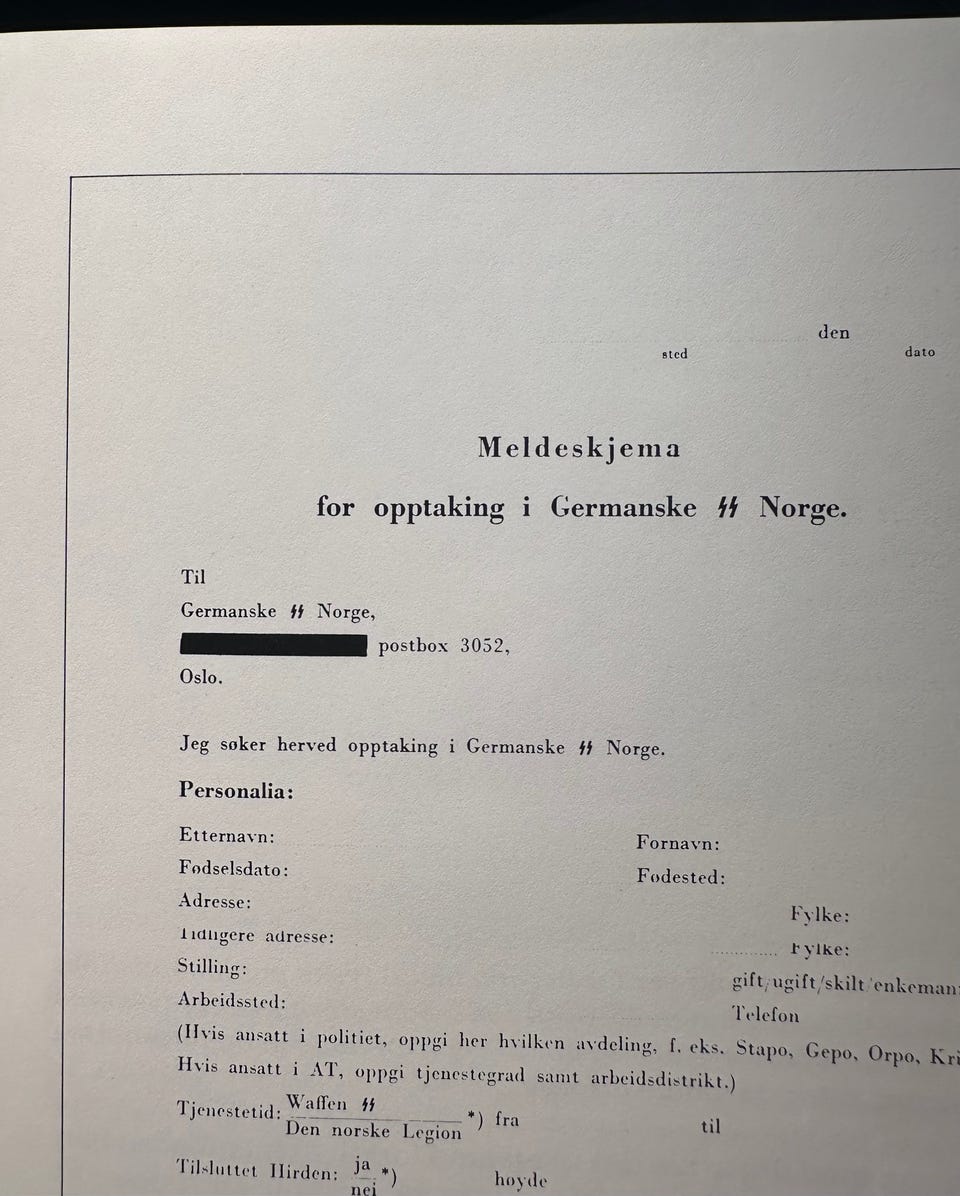 den
sted dato
Meldeskjema
for opptaking i Germanske ᛋᛋ Norge.
Til
Germanske ᛋᛋ Norge,
postbox 3052,
Oslo.
Jeg søker herved opptaking i Germanske ᛋᛋ Norge.
Personalia:
Etternavn: Fornavn:
Fødselsdato: Fødested:
Adresse: Fylke:
Tidligere adresse: Fylke:
Stilling: gift/ugift/skilt/enkeman
Arbeidssted: Telefon
(Hvis ansatt i politiet, oppgi her hvilken avdeling, f. eks. Stapo, Gepo, Orpo, Kri
Hvis ansatt i AT, oppgi tjenestegrad samt arbeidsdistrikt.)
Tjenestetid: Waffen ᛋᛋ
Den norske Legion *) fra til
Tilsluttet Hirden: ja
nei *) høyde